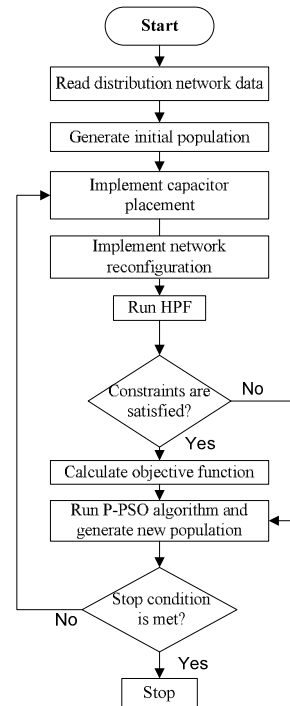 Start
Read distribution network data
Generate initial population
Implement capacitor
placement
Implement network
reconfiguration
Run HPF
Constraints are
satisfied?
No
Yes
Calculate objective function
Run P-PSO algorithm and
generate new population
Stop condition
is met?
No
Yes
Stop